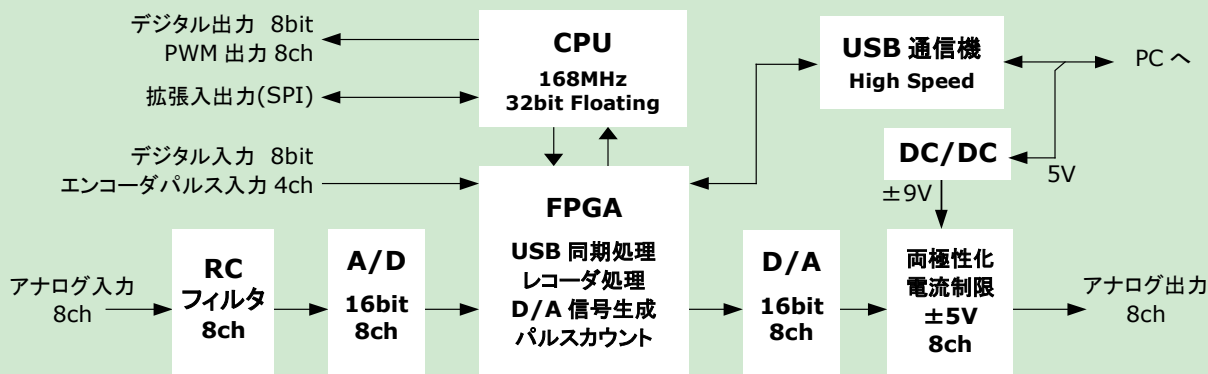 デジタル出力 8bit
PWM 出力 8ch
拡張入出力(SPI)
デジタル入力 8bit
エンコーダパルス入力 4ch
CPU
168MHz
32bit Floating
USB 通信機
High Speed
PC へ
DC/DC
5V
±9V
FPGA
USB 同期処理
レコーダ処理
D/A 信号生成
パルスカウント
アナログ入力
8ch
RC
フィルタ
8ch
A/D
16bit
8ch
D/A
16bit
8ch
両極性化
電流制限
±5V
8ch
アナログ出力
8ch